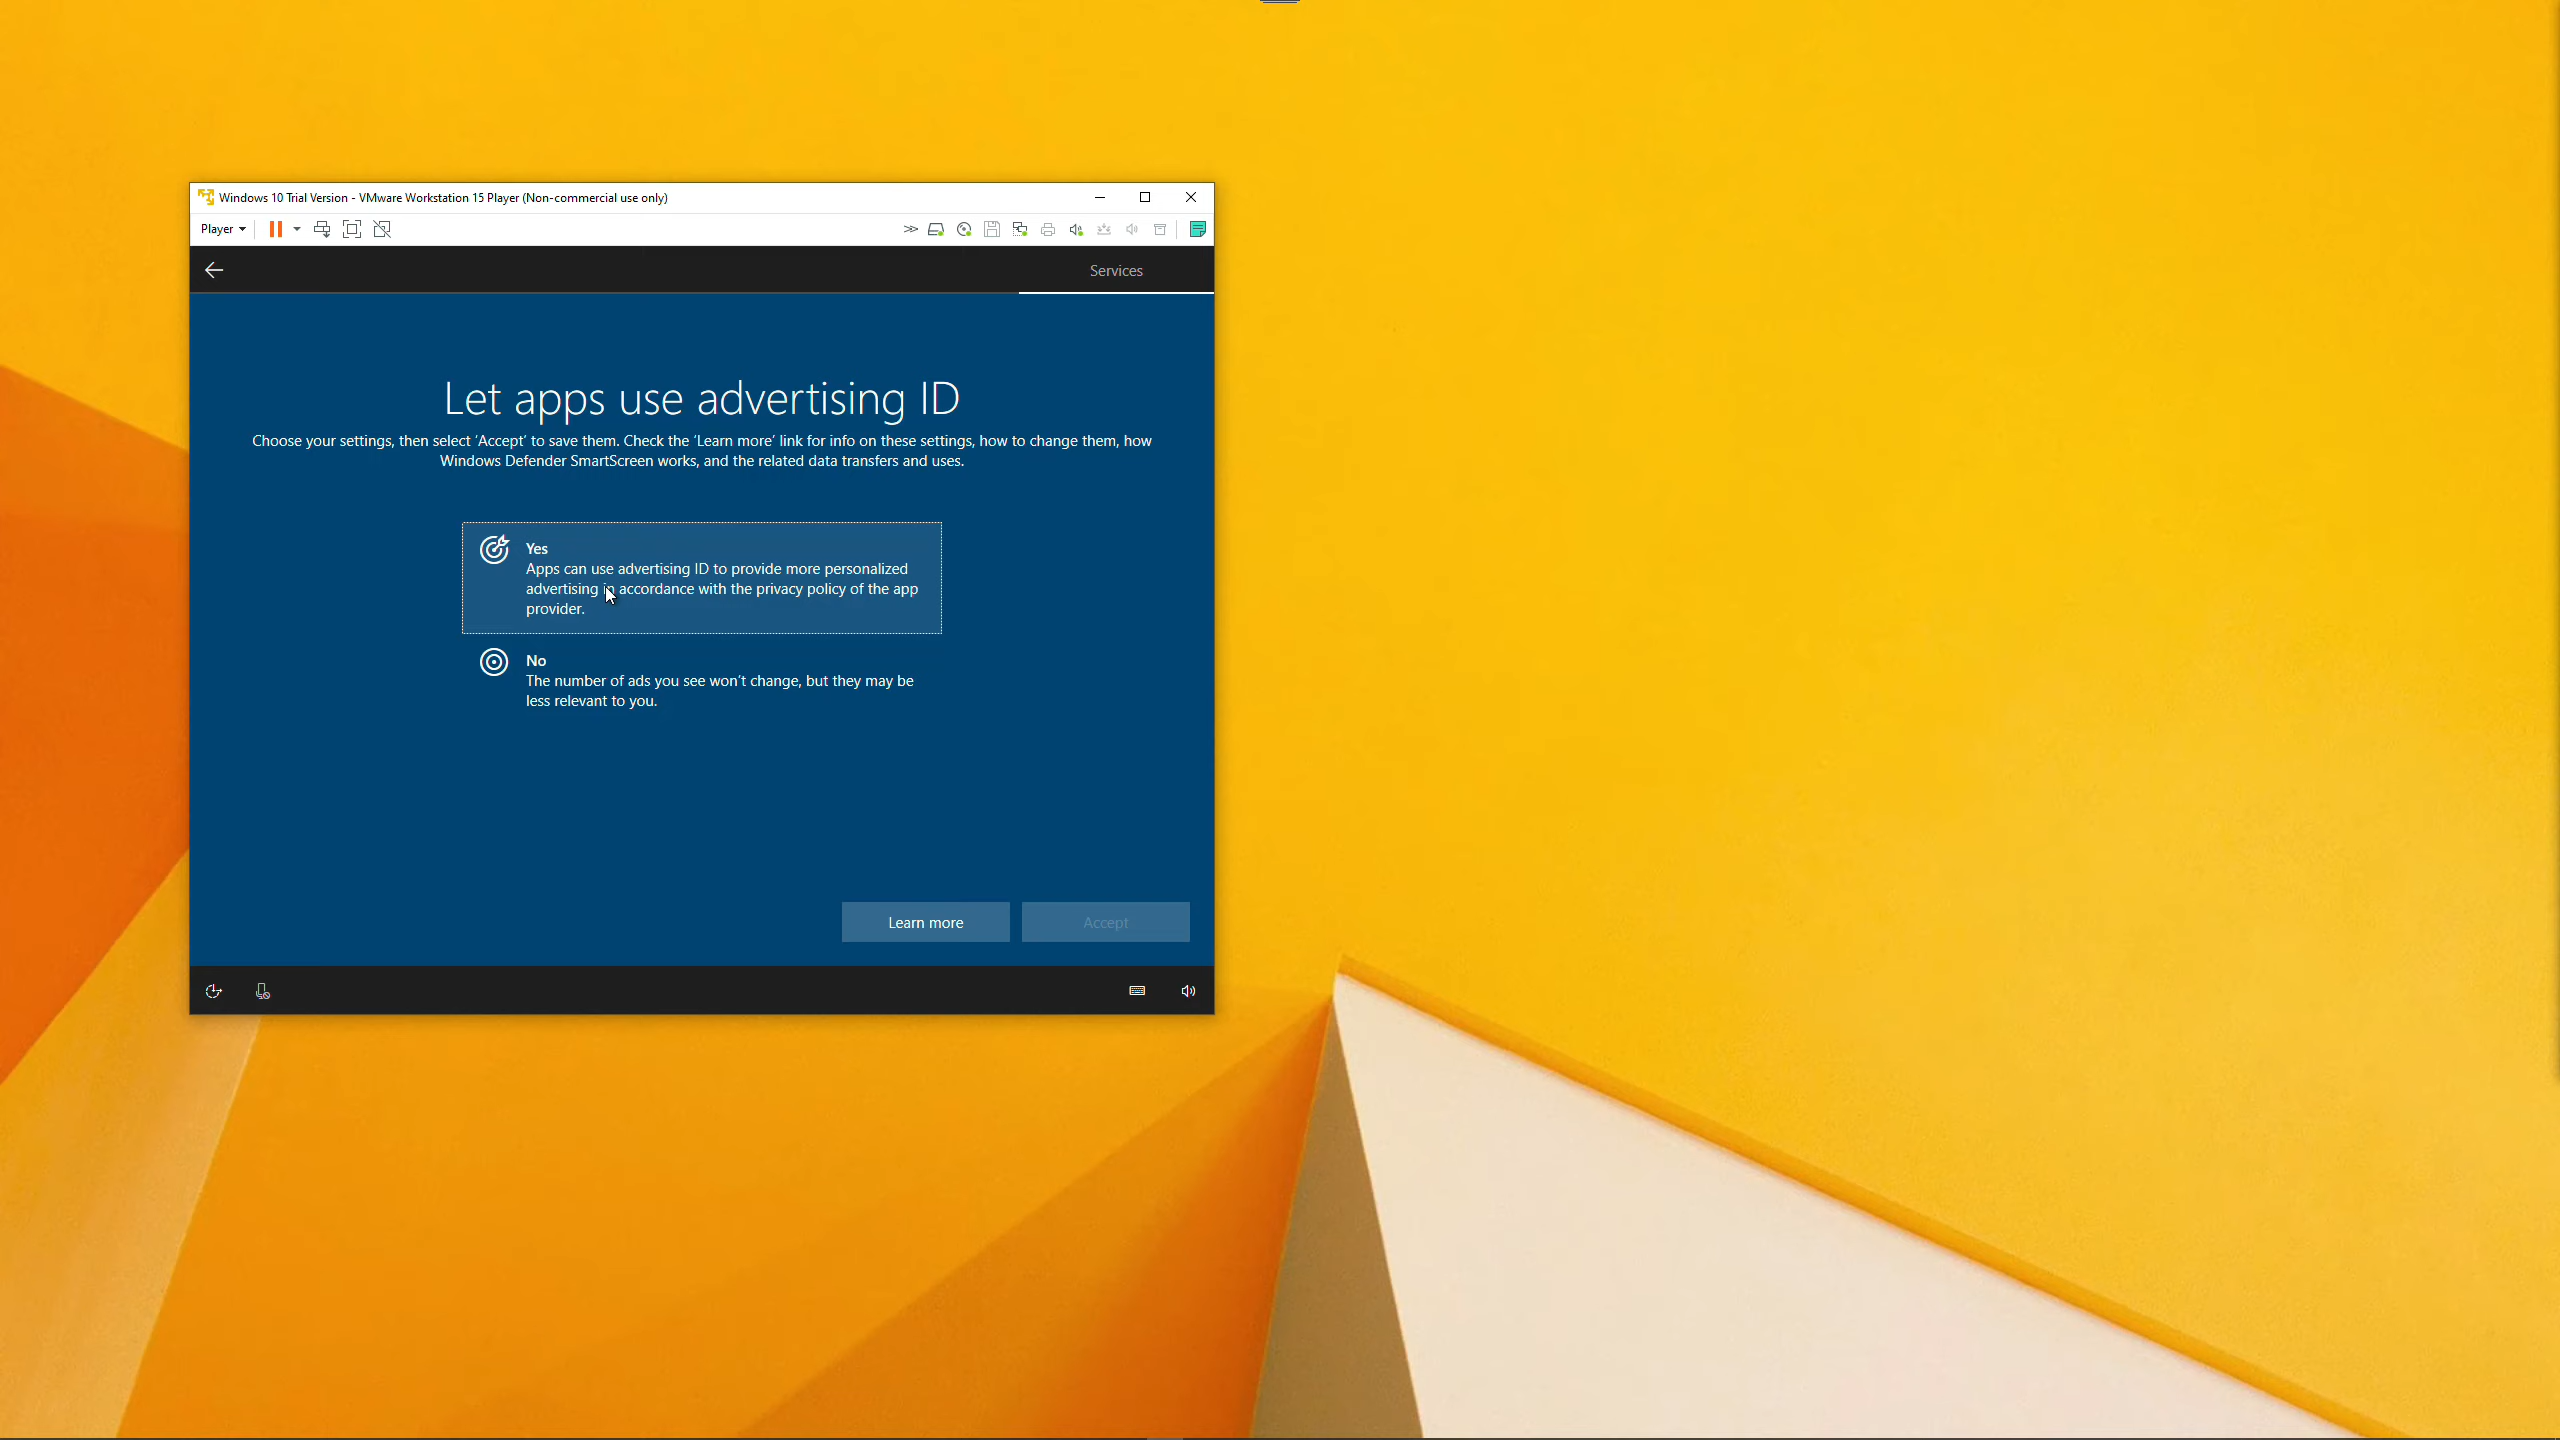 Windows 10 Trial Version - VMware Workstation 15 Player (Non-commercial use only)
Player
Services
Let apps use advertising ID
Choose your settings, then select ‘Accept’ to save them. Check the ‘Learn more’ link for info on these settings, how to change them, how
Windows Defender SmartScreen works, and the related data transfers and uses.
Yes
Apps can use advertising ID to provide more personalized
advertising in accordance with the privacy policy of the app
provider.
No
The number of ads you see won’t change, but they may be
less relevant to you.
Learn more
Accept